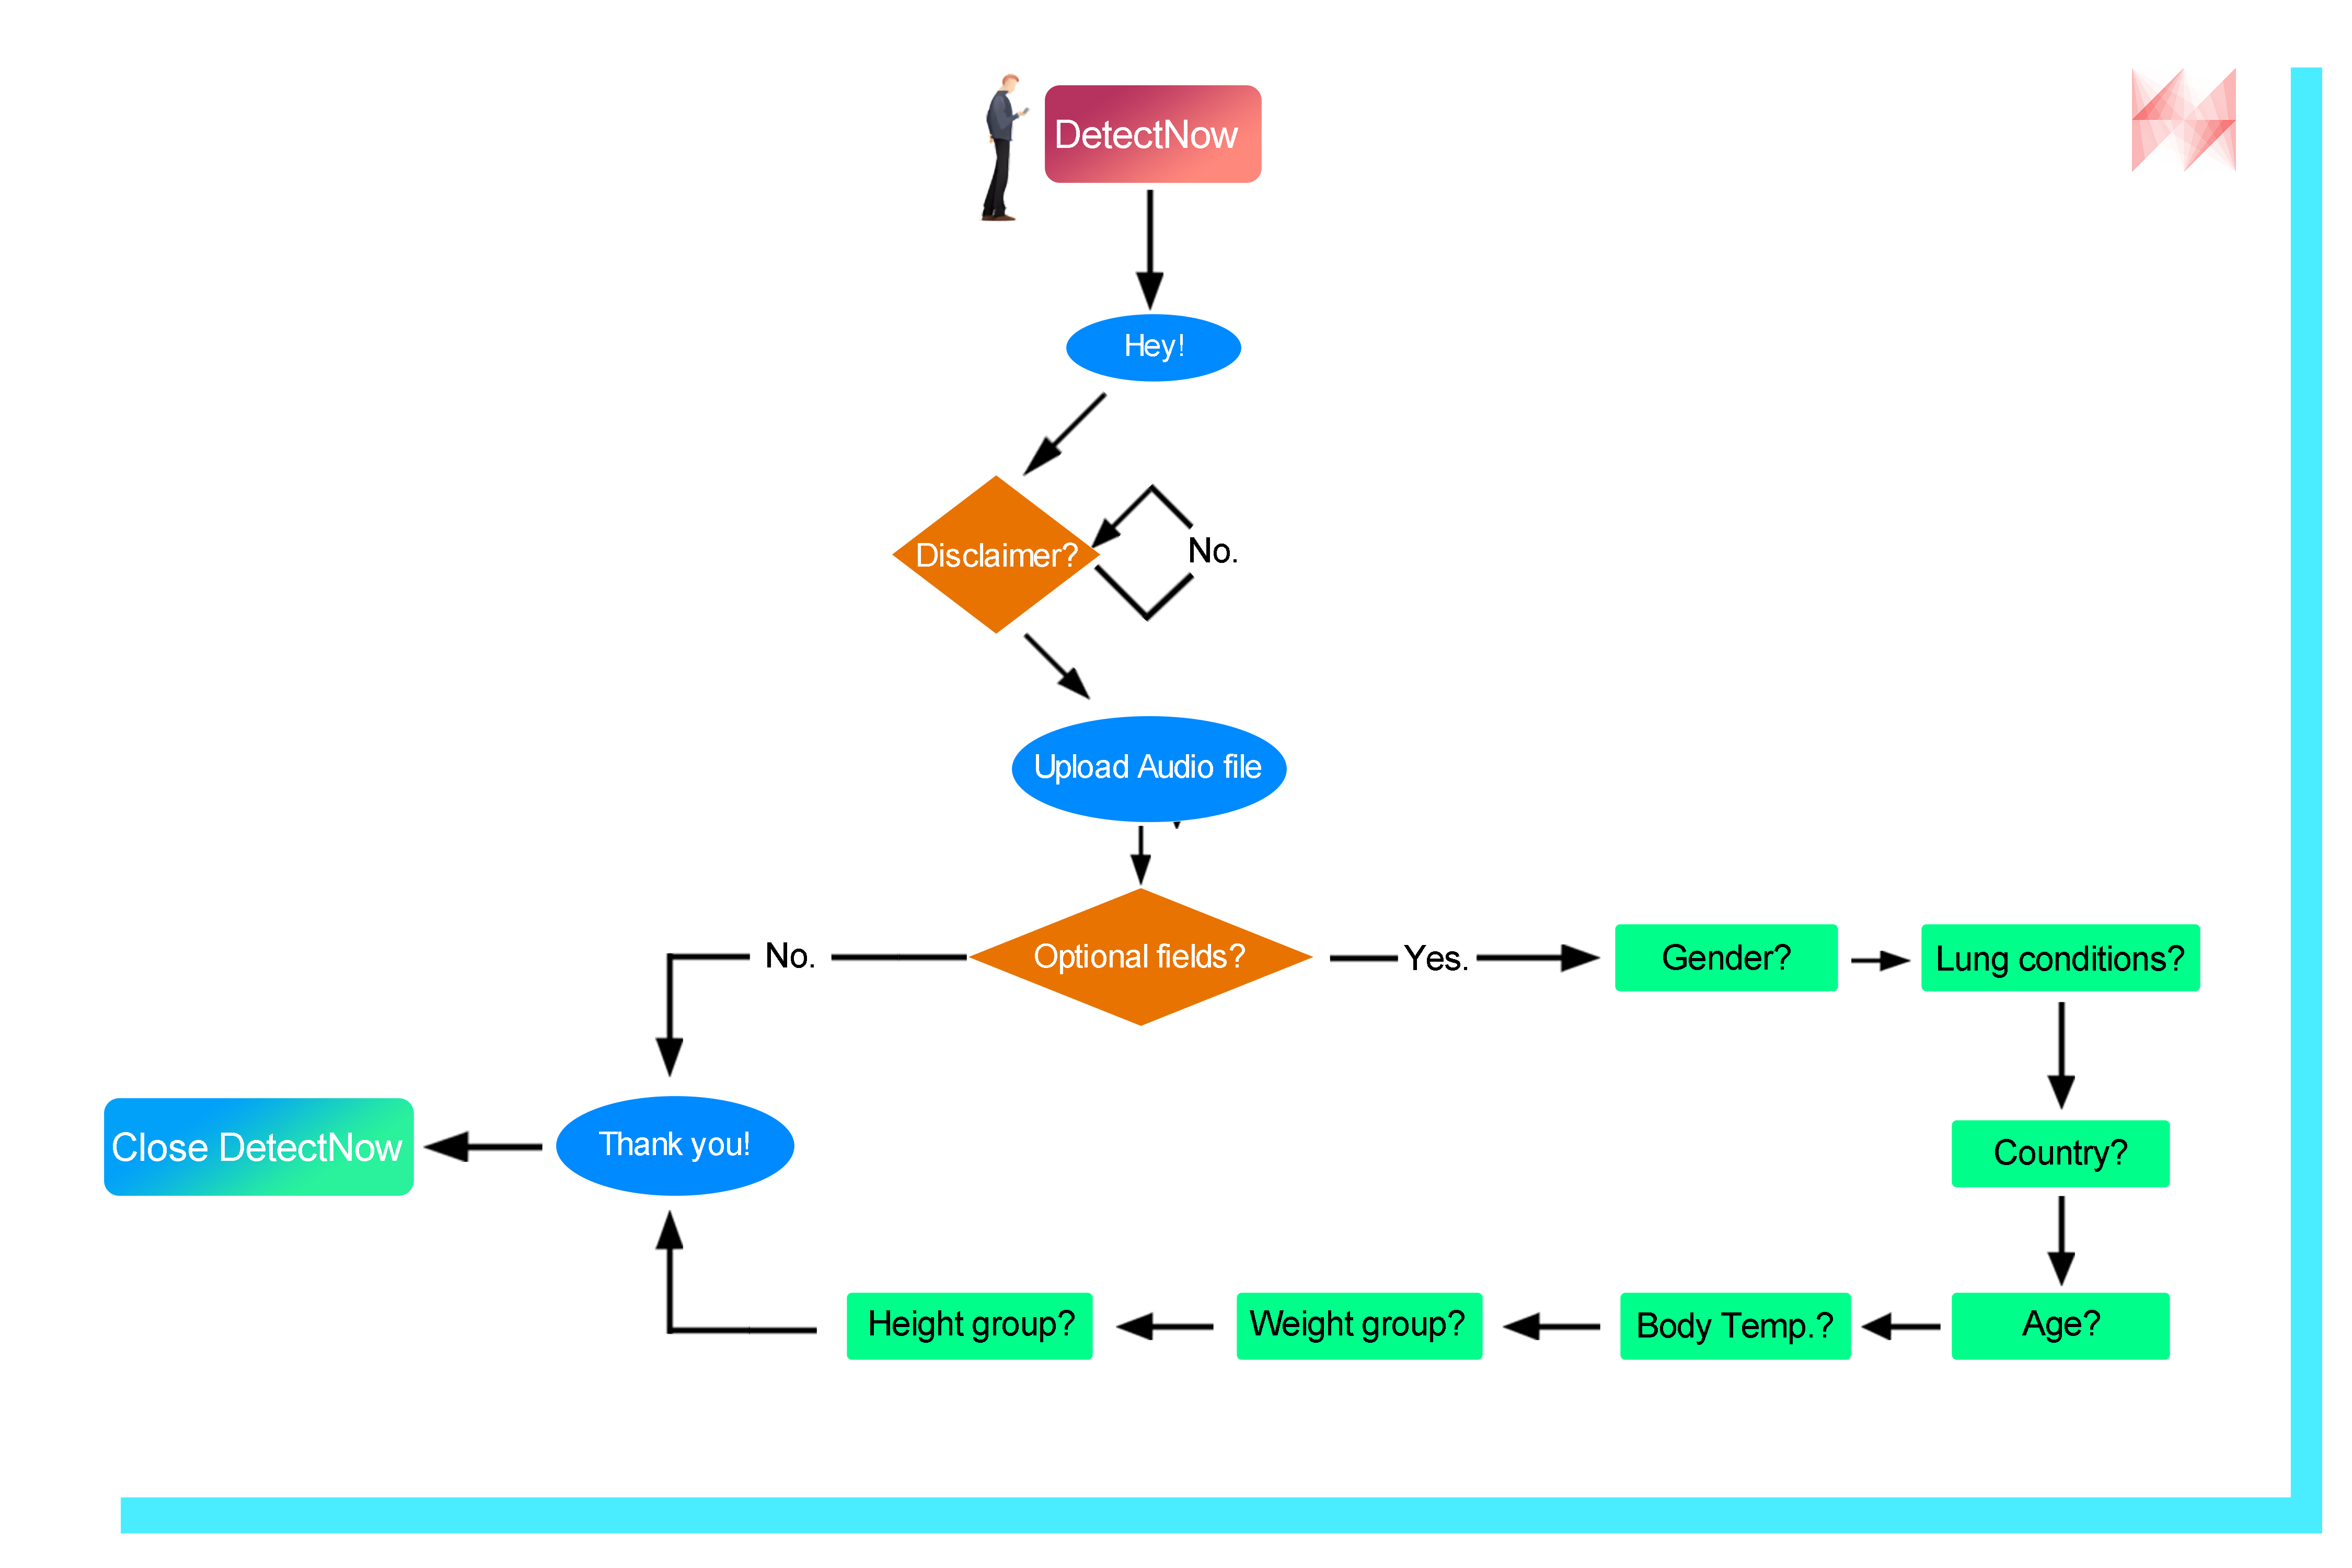 DetectNow
Hey!
Disclaimer?
No.
Upload Audio file
No.
Optional fields?
Yes.
Gender?
Lung conditions?
Close DetectNow
Thank you!
Country?
Height group?
Weight group?
Body Temp.?
Age?